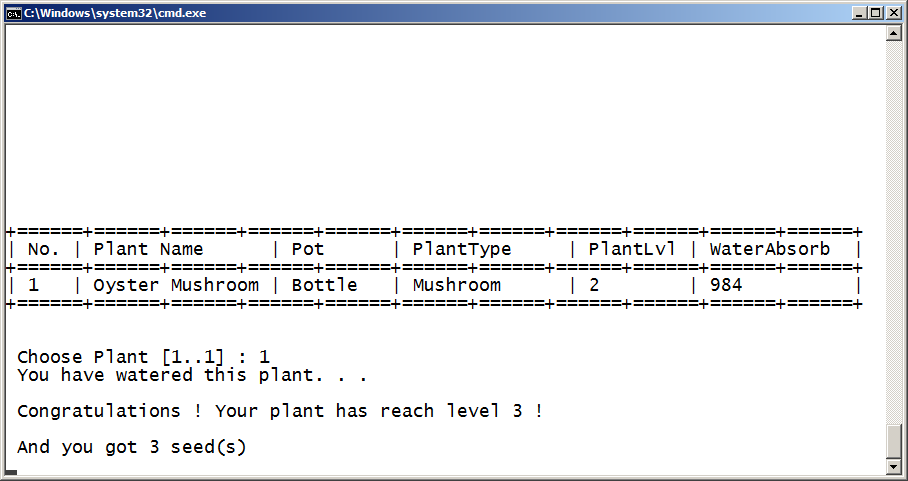 C:\Windows\system32\cmd.exe
+======+======+======+======+======+======+======+======+======+======+======+
| No. | Plant Name | Pot | PlantType | PlantLvl | WaterAbsorb |
+======+======+======+======+======+======+======+======+======+======+======+
| 1 | Oyster Mushroom | Bottle | Mushroom | 2 | 984 |
+======+======+======+======+======+======+======+======+======+======+======+
Choose Plant [1..1] : 1
You have watered this plant. . .
Congratulations ! Your plant has reach level 3 !
And you got 3 seed(s)